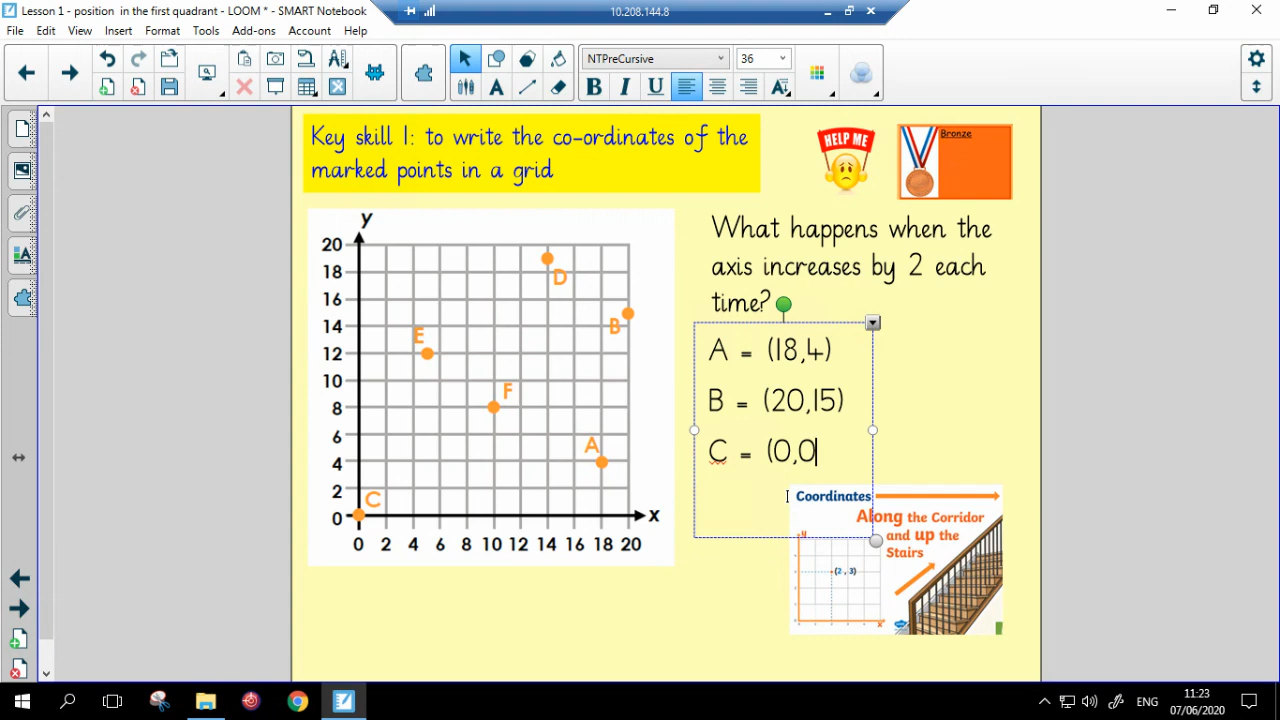 Lesson 1 - position in the first quadrant - LOOM * - SMART Notebook
10.208.144.8
File Edit View Insert Format Tools Add-ons Account Help
NTPreCursive 36
B I U A
Key skill 1: to write the co-ordinates of the
marked points in a grid
HELP ME
Bronze
What happens when the
axis increases by 2 each
time?
A = (18,4)
B = (20,15)
C = (0,0
y
20
18
16
14
12
10
8
6
4
2
0
0 2 4 6 8 10 12 14 16 18 20
x
D
B
E
F
A
C
Coordinates
Along the Corridor
and up the
Stairs
(2 , 3)
ENG
11:23
07/06/2020